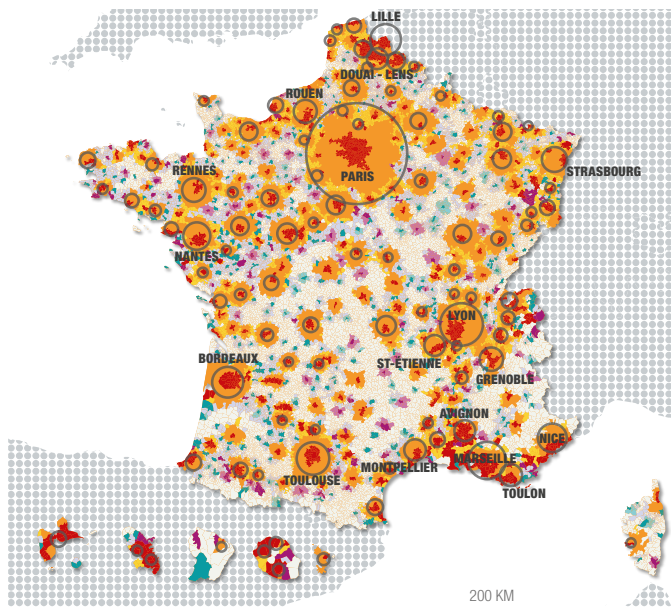 LILLE
DOUAI - LENS
ROUEN
PARIS
STRASBOURG
RENNES
NANTES
LYON
BORDEAUX
ST-ÉTIENNE
GRENOBLE
AVIGNON
NICE
MONTPELLIER
MARSEILLE
TOULOUSE
TOULON
200 KM